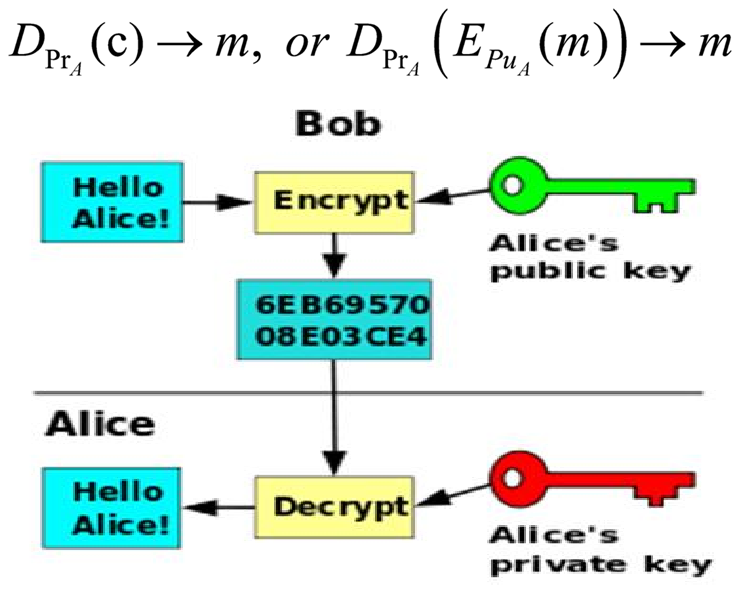 D_{Pr_A}(c) → m, or D_{Pr_A}(E_{Pu_A}(m)) → m
Bob
Hello
Alice!
Encrypt
Alice's
public key
6EB69570
08E03CE4
Alice
Hello
Alice!
Decrypt
Alice's
private key